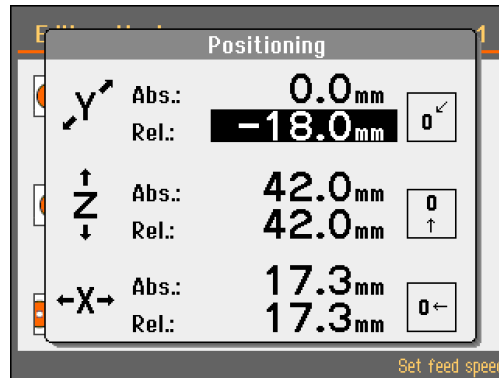 Positioning
1
Y Abs.: 0.0mm
Rel.: -18.0mm 0
Z Abs.: 42.0mm 0
Rel.: 42.0mm
X Abs.: 17.3mm 0
Rel.: 17.3mm
Set feed speed